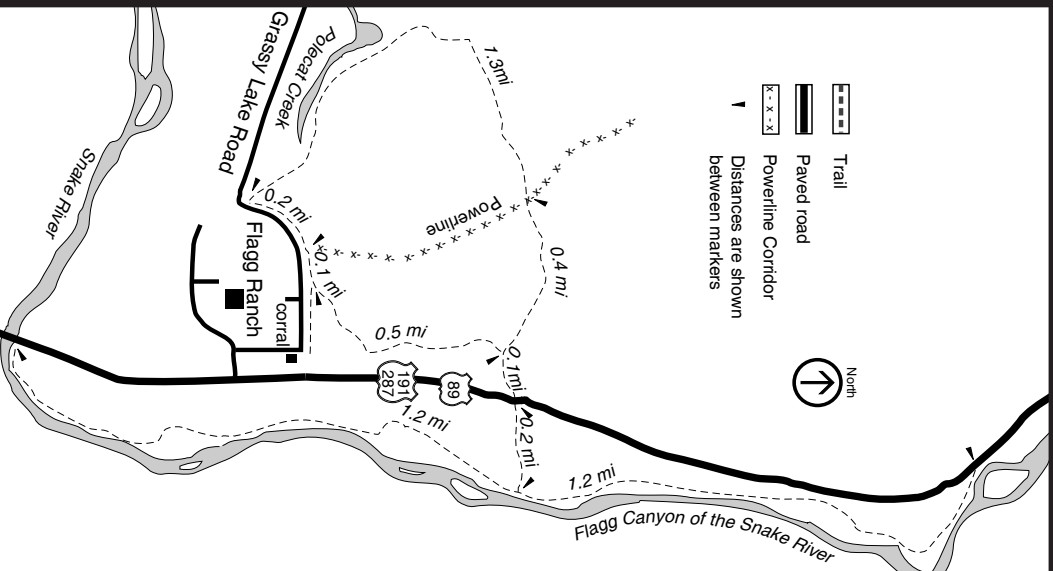 Trail
Paved road
Powerline Corridor
Distances are shown
between markers
x - x - x
North
Grassy Lake Road
Polecat Creek
1.3mi
Snake River
0.2 mi
Powerline
0.4 mi
Flagg Ranch
0.1 mi
corral
0.5 mi
0.1mi
191
287
89
1.2 mi
0.2 mi
1.2 mi
Flagg Canyon of the Snake River